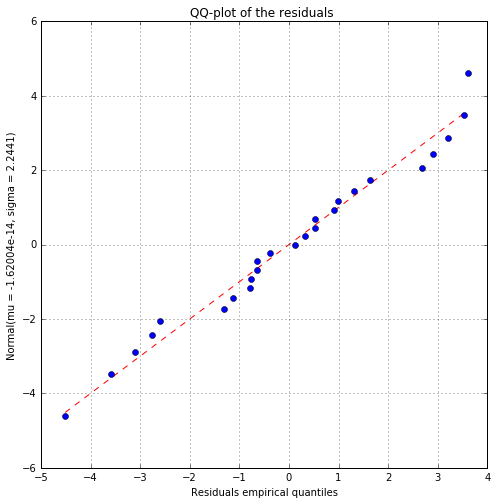 QQ-plot of the residuals
6
4
2
0
−2
−4
−6
Normal(mu = -1.62004e-14, sigma = 2.2441)
−5 −4 −3 −2 −1 0 1 2 3 4
Residuals empirical quantiles